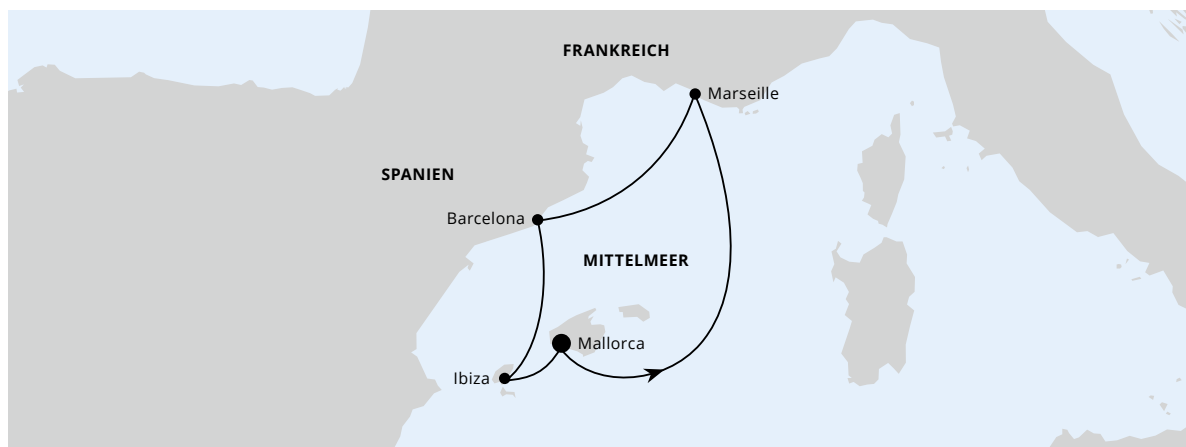 FRANKREICH
Marseille
SPANIEN
Barcelona
MITTELMEER
Mallorca
Ibiza